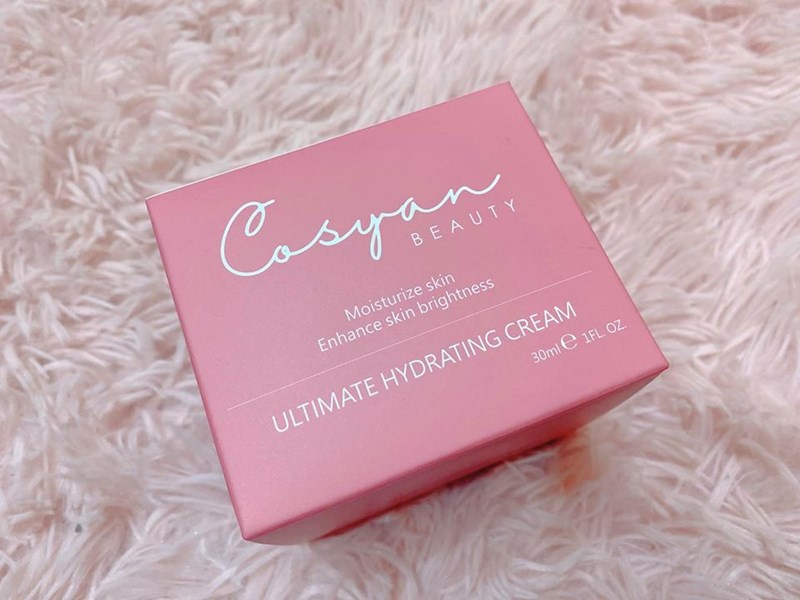 Cosyan
BEAUTY
Moisturize skin
Enhance skin brightness
ULTIMATE HYDRATING CREAM
30ml℮ 1FL. OZ.